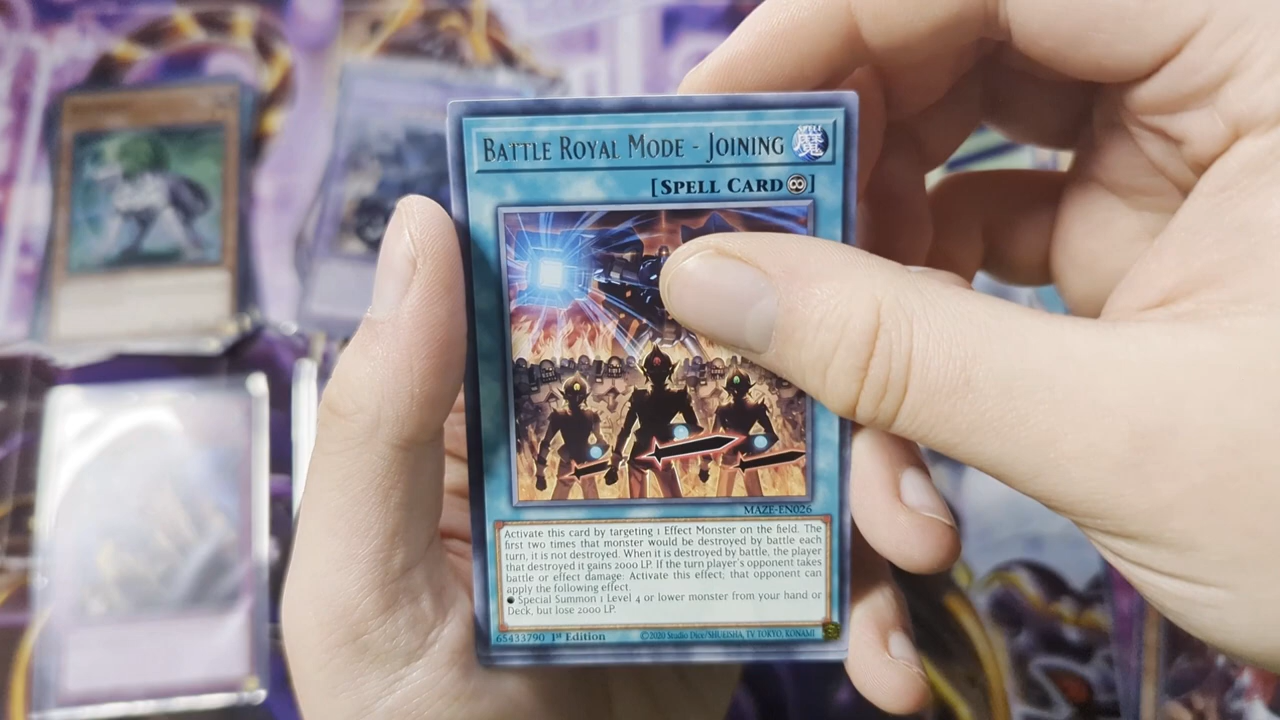 BATTLE ROYAL MODE - JOINING
[SPELL CARD]
MAZE-EN026
Activate this card by targeting 1 Effect Monster on the field. The
first two times that monster would be destroyed by battle each
turn, it is not destroyed. When it is destroyed by battle, the player
that destroyed it gains 2000 LP. If the turn player's opponent takes
battle or effect damage: Activate this effect; that opponent can
apply the following effect.
● Special Summon 1 Level 4 or lower monster from your hand or
Deck, but lose 2000 LP.
65433790 1st Edition ©2020 Studio Dice/SHUEISHA, TV TOKYO, KONAMI